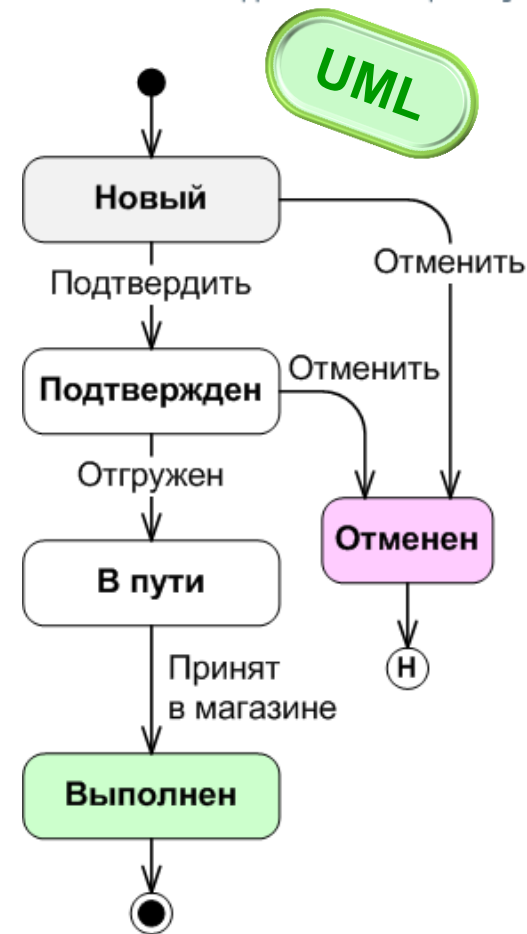 UML
Новый
Отменить
Подтвердить
Отменить
Подтвержден
Отгружен
Отменен
В пути
Принят
в магазине
H
Выполнен